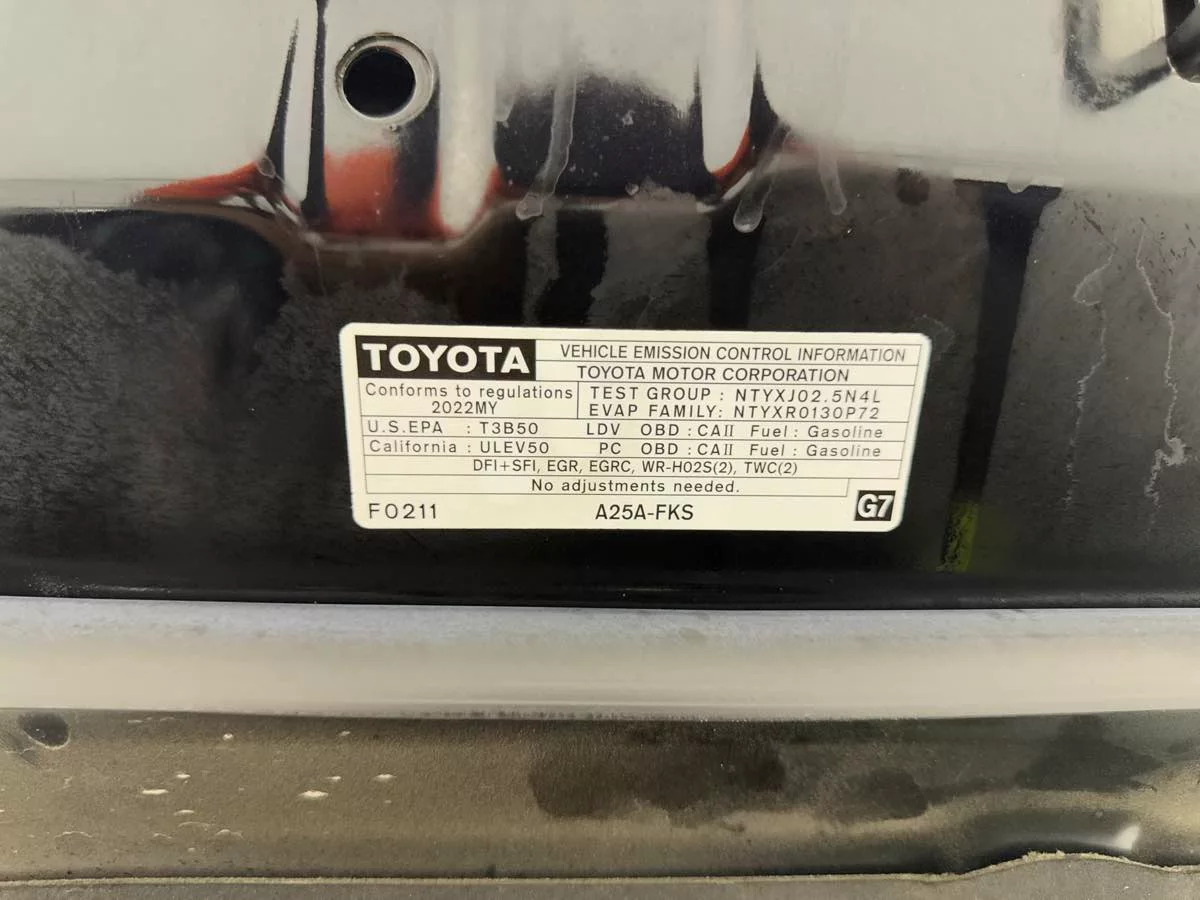 TOYOTA VEHICLE EMISSION CONTROL INFORMATION
TOYOTA MOTOR CORPORATION
Conforms to regulations
2022MY
TEST GROUP : NTYXJ02.5N4L
EVAP FAMILY: NTYXR0130P72
U.S.EPA : T3B50 LDV OBD : CAII Fuel : Gasoline
California : ULEV50 PC OBD : CAII Fuel : Gasoline
DFI+SFI, EGR, EGRC, WR-HO2S(2), TWC(2)
No adjustments needed.
F0211 A25A-FKS G7